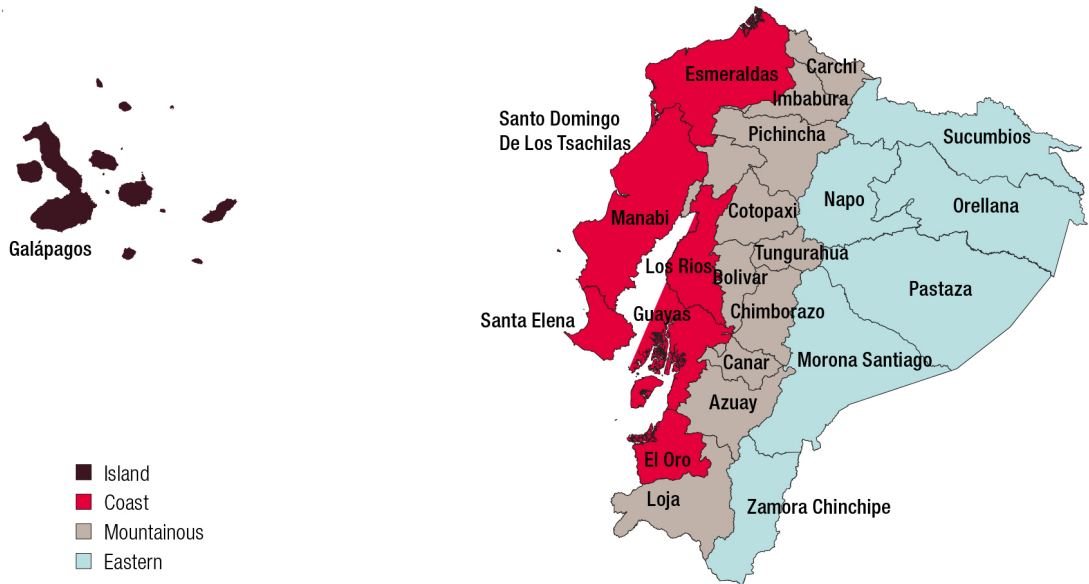 Esmeraldas
Carchi
Imbabura
Santo Domingo
De Los Tsachilas
Pichincha
Sucumbios
Napo
Orellana
Manabi
Cotopaxi
Galápagos
Tungurahua
Los Rios
Bolivar
Pastaza
Santa Elena
Guayas
Chimborazo
Canar
Morona Santiago
Azuay
El Oro
Loja
Zamora Chinchipe
Island
Coast
Mountainous
Eastern